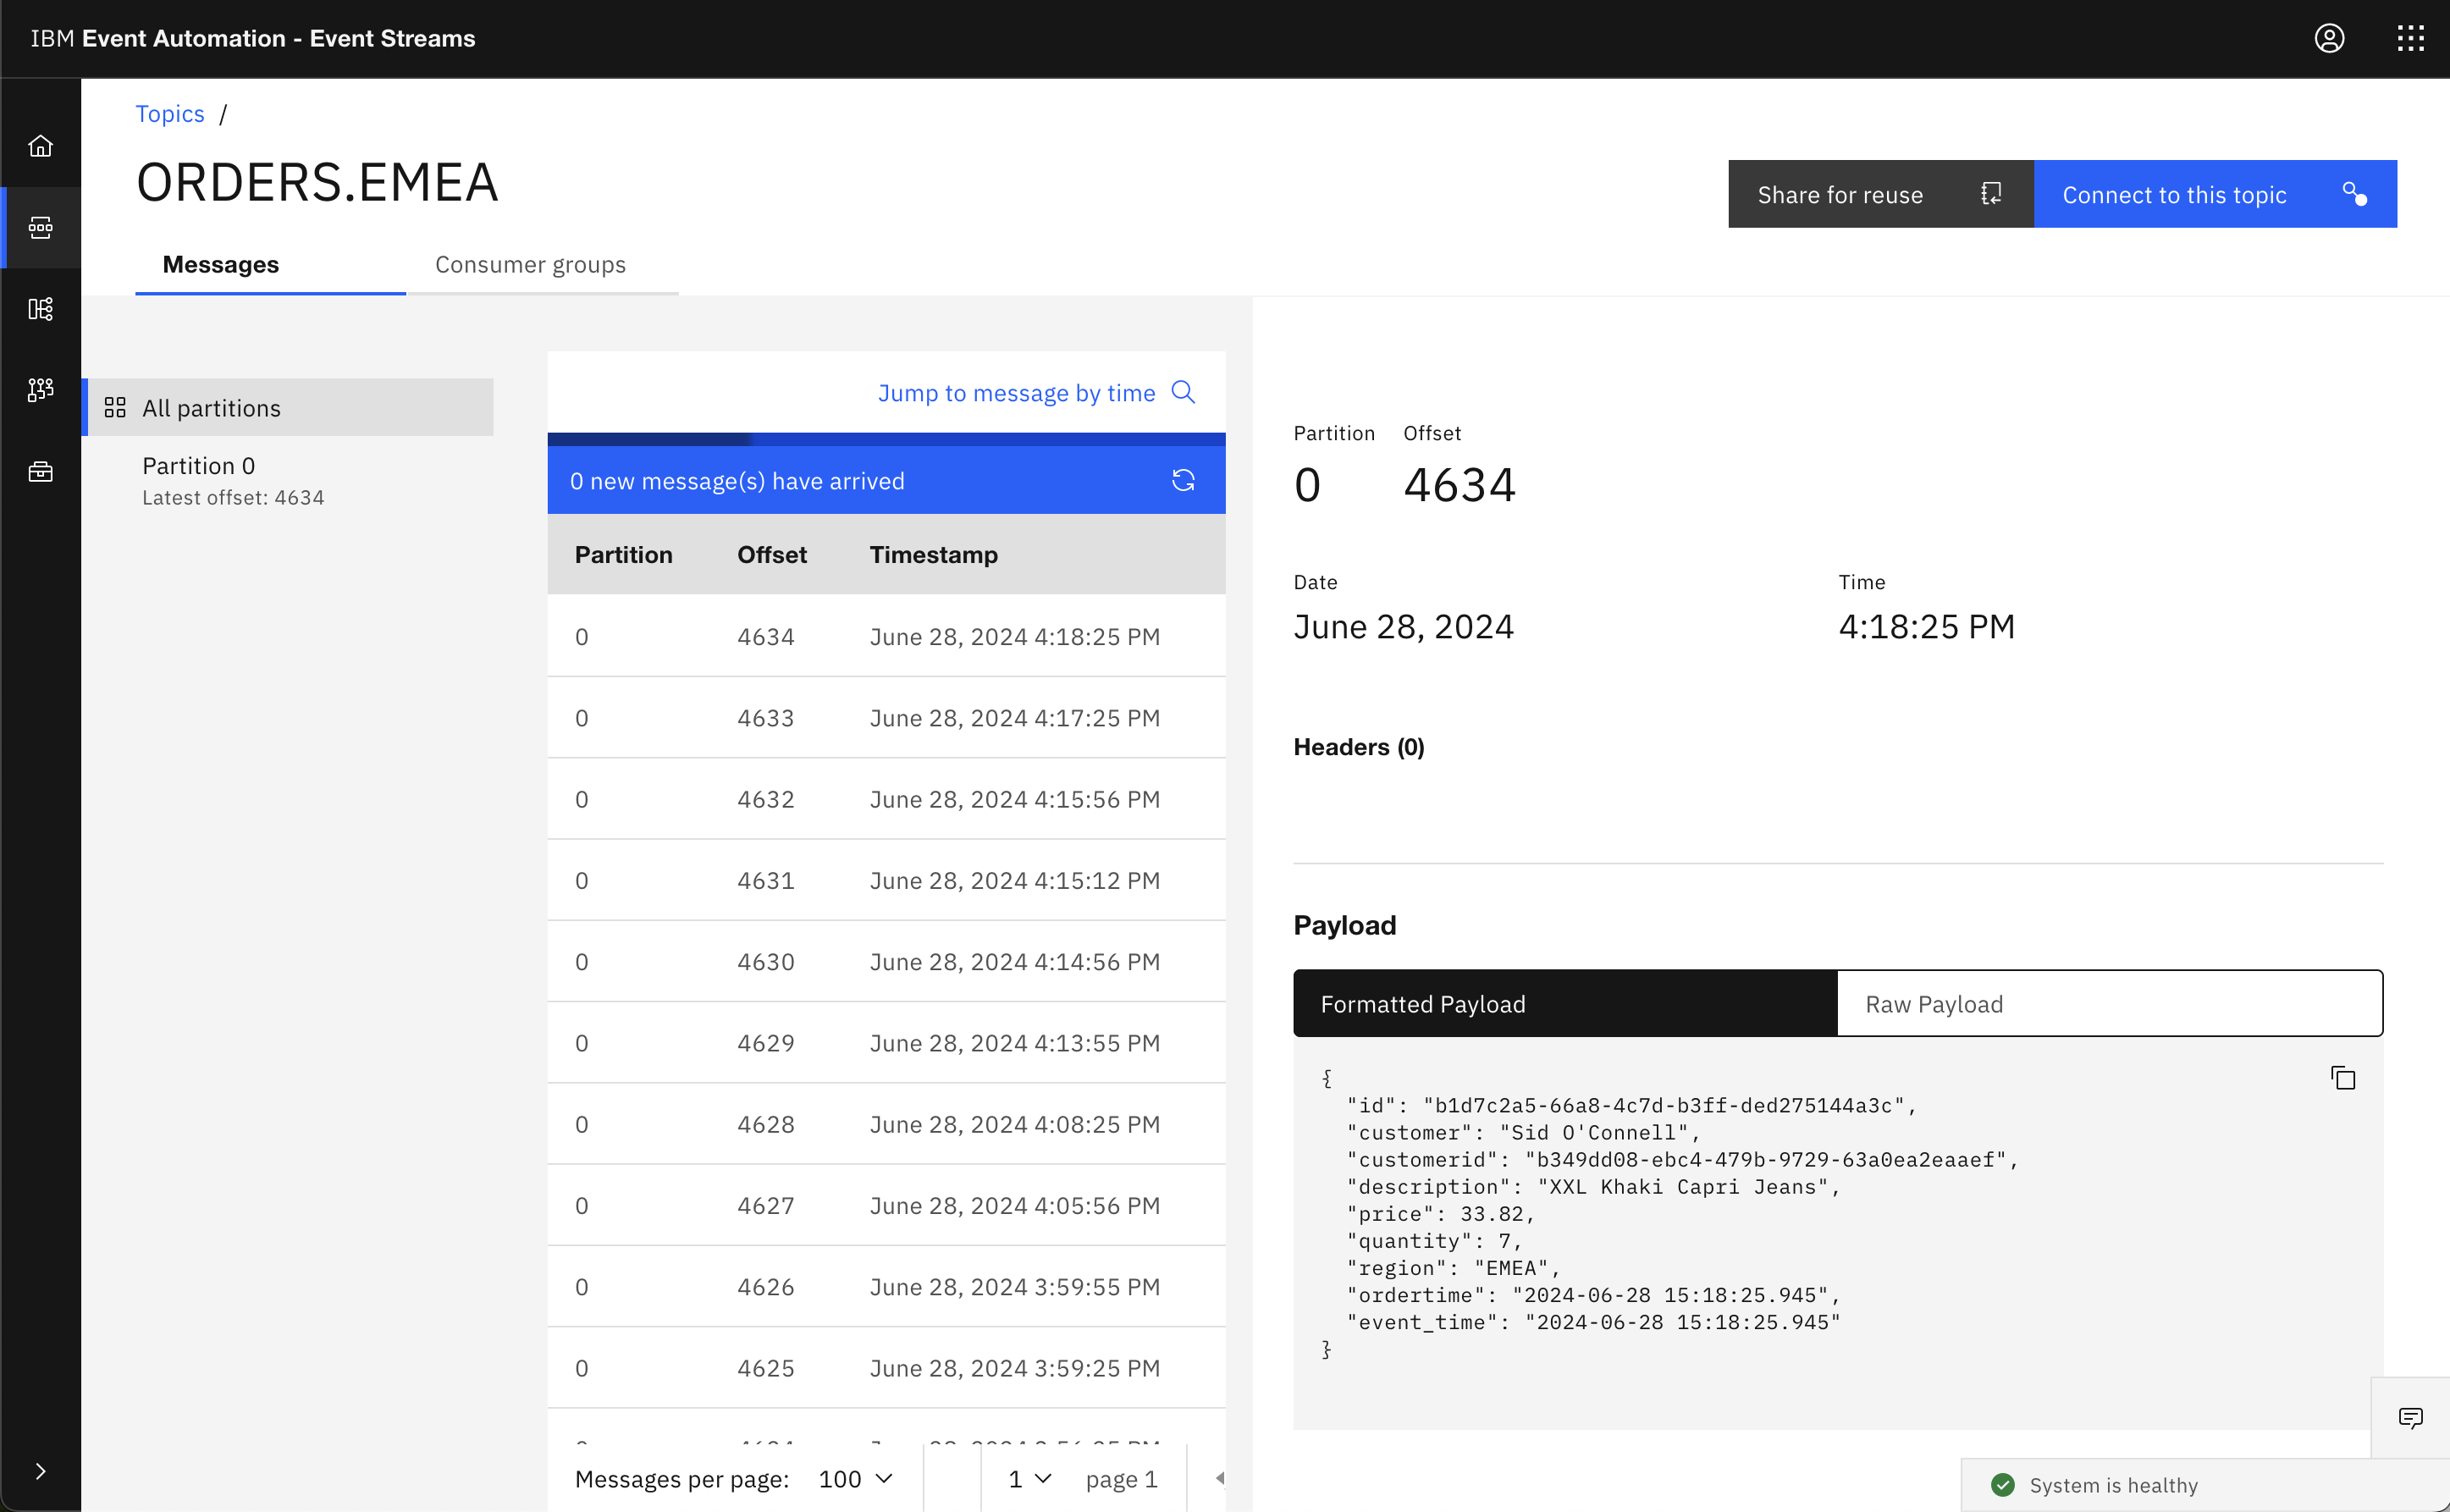 IBM Event Automation - Event Streams
Topics /
ORDERS.EMEA
Share for reuse
Connect to this topic
Messages
Consumer groups
All partitions
Partition 0
Latest offset: 4634
Jump to message by time
0 new message(s) have arrived
Partition Offset Timestamp
0 4634 June 28, 2024 4:18:25 PM
0 4633 June 28, 2024 4:17:25 PM
0 4632 June 28, 2024 4:15:56 PM
0 4631 June 28, 2024 4:15:12 PM
0 4630 June 28, 2024 4:14:56 PM
0 4629 June 28, 2024 4:13:55 PM
0 4628 June 28, 2024 4:08:25 PM
0 4627 June 28, 2024 4:05:56 PM
0 4626 June 28, 2024 3:59:55 PM
0 4625 June 28, 2024 3:59:25 PM
Messages per page: 100 1 page 1
Partition Offset
0 4634
Date Time
June 28, 2024 4:18:25 PM
Headers (0)
Payload
Formatted Payload Raw Payload
{
"id": "b1d7c2a5-66a8-4c7d-b3ff-ded275144a3c",
"customer": "Sid O'Connell",
"customerid": "b349dd08-ebc4-479b-9729-63a0ea2eaaef",
"description": "XXL Khaki Capri Jeans",
"price": 33.82,
"quantity": 7,
"region": "EMEA",
"ordertime": "2024-06-28 15:18:25.945",
"event_time": "2024-06-28 15:18:25.945"
}
System is healthy